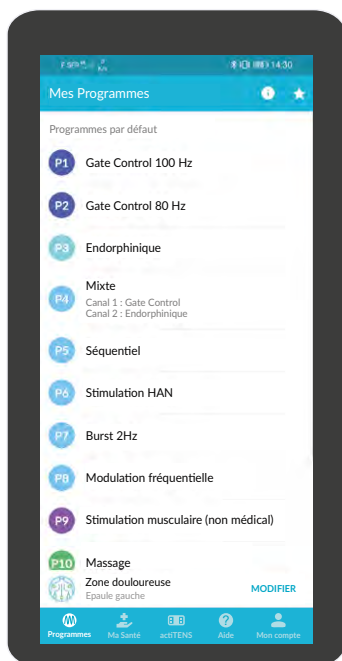 14:30
Mes Programmes
Programmes par défaut
P1 Gate Control 100 Hz
P2 Gate Control 80 Hz
P3 Endorphinique
P4 Mixte
Canal 1 : Gate Control
Canal 2 : Endorphinique
P5 Séquentiel
P6 Stimulation HAN
P7 Burst 2Hz
P8 Modulation fréquentielle
P9 Stimulation musculaire (non médical)
P10 Massage
Zone douloureuse
Epaule gauche
MODIFIER
Programmes Ma Santé actiTENS Aide Mon compte